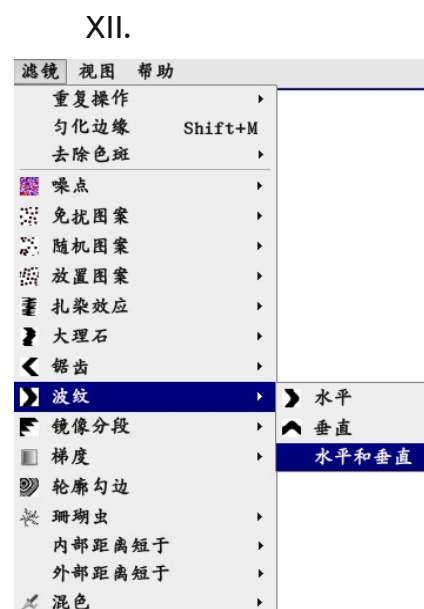 XII.
滤镜 视图 帮助
重复操作
匀化边缘 Shift+M
去除色斑
噪点
免扰图案
随机图案
放置图案
扎染效应
大理石
锯齿
波纹 水平
镜像分段 垂直
梯度 水平和垂直
轮廓勾边
珊瑚虫
内部距离短于
外部距离短于
混色